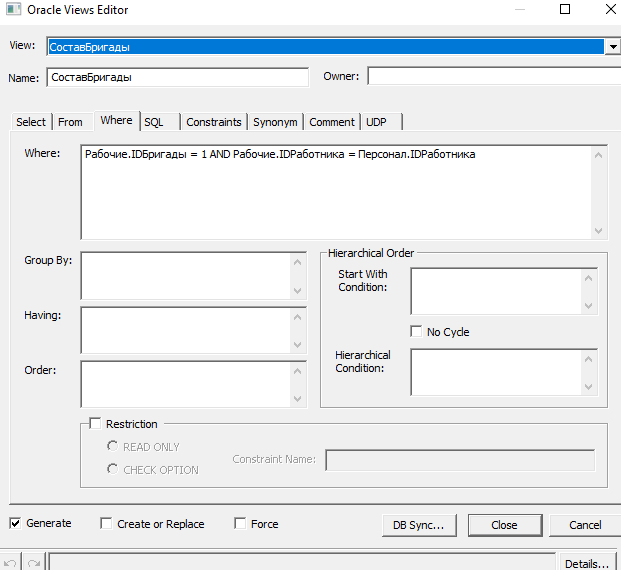 Oracle Views Editor
View: СоставБригады
Name: СоставБригады Owner:
Select From Where SQL Constraints Synonym Comment UDP
Where: Рабочие.IDБригады = 1 AND Рабочие.IDРаботника = Персонал.IDРаботника
Group By:
Hierarchical Order
Start With
Condition:
Having:
No Cycle
Order:
Hierarchical
Condition:
Restriction
READ ONLY
CHECK OPTION
Constraint Name:
Generate Create or Replace Force DB Sync... Close Cancel
Details...